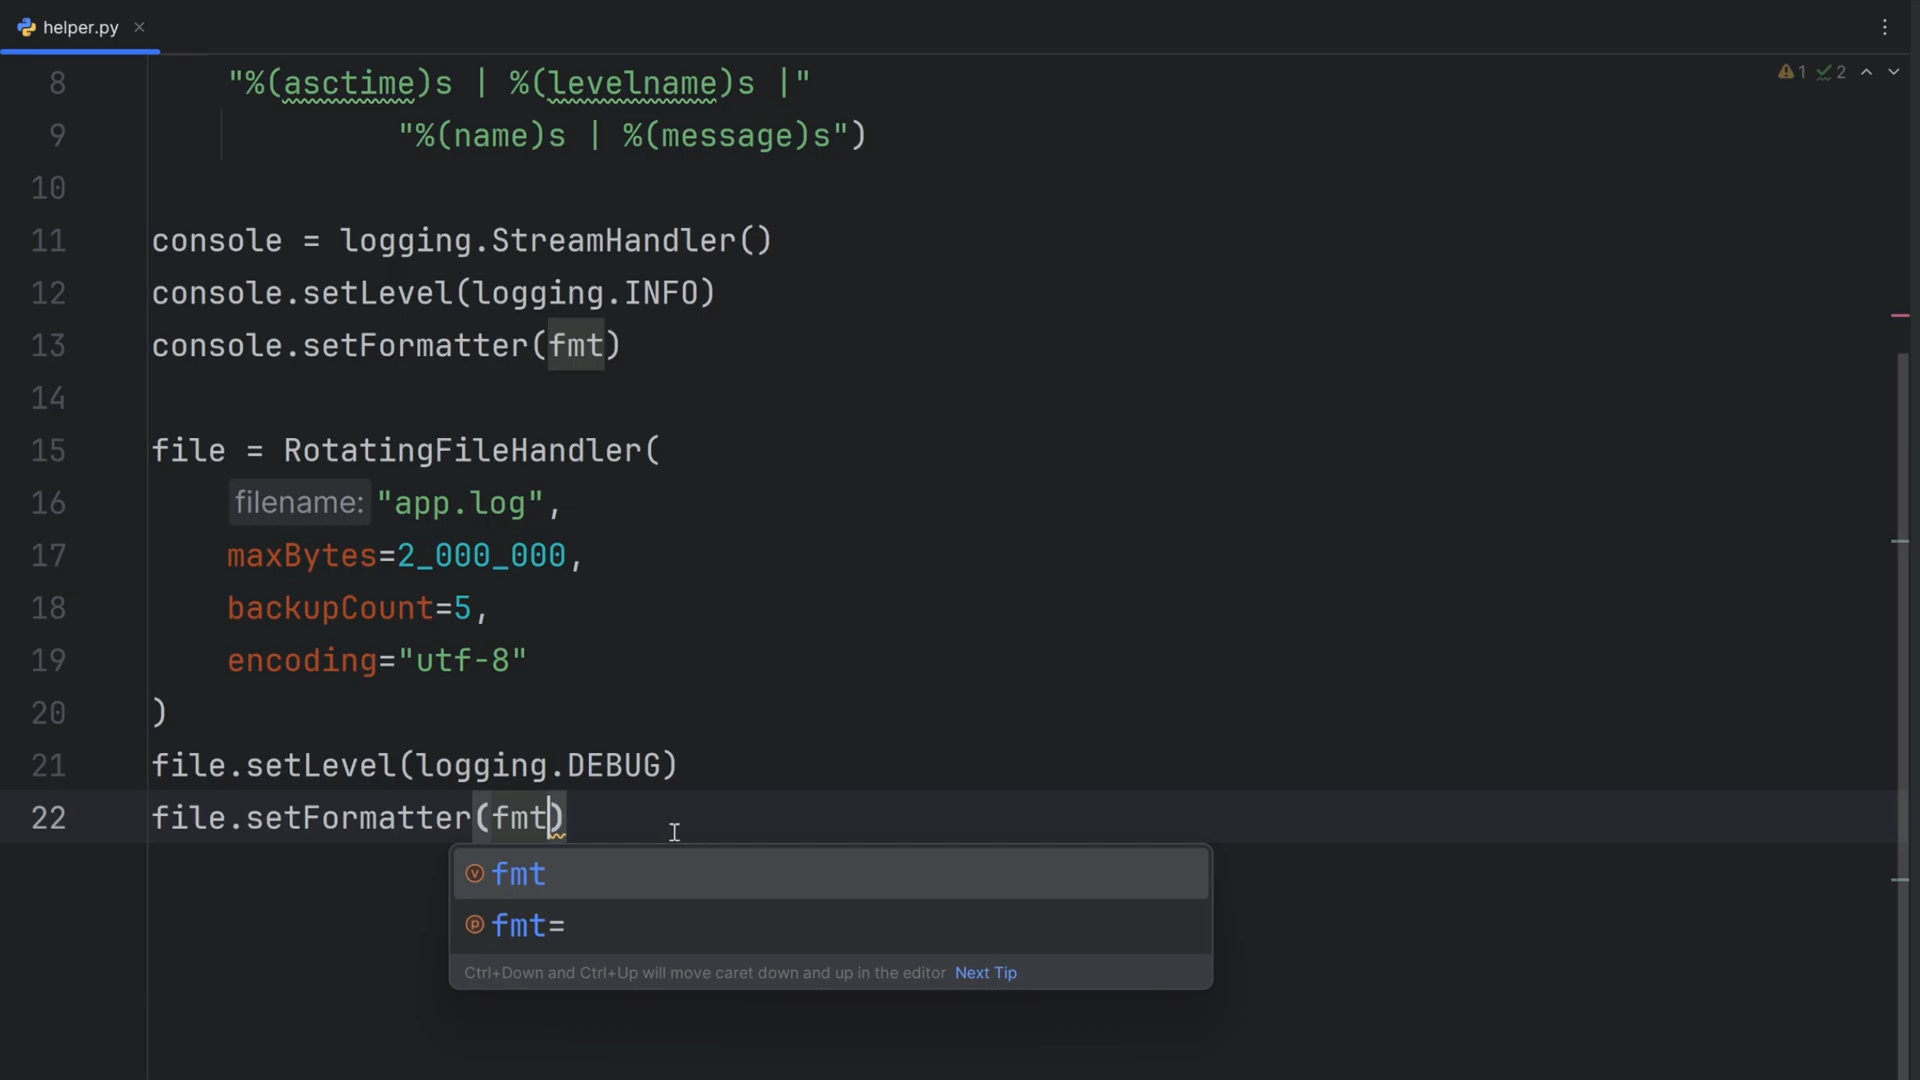 helper.py
1 2
8 "%(asctime)s | %(levelname)s |"
9 "%(name)s | %(message)s")
10
11 console = logging.StreamHandler()
12 console.setLevel(logging.INFO)
13 console.setFormatter(fmt)
14
15 file = RotatingFileHandler(
16 filename: "app.log",
17 maxBytes=2_000_000,
18 backupCount=5,
19 encoding="utf-8"
20 )
21 file.setLevel(logging.DEBUG)
22 file.setFormatter(fmt)
v fmt
p fmt=
Ctrl+Down and Ctrl+Up will move caret down and up in the editor Next Tip